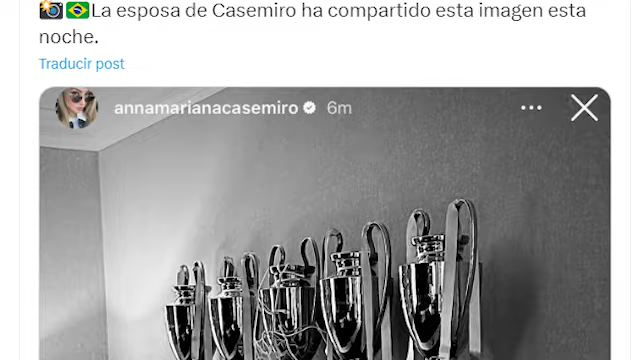 📸🇧🇷La esposa de Casemiro ha compartido esta imagen esta
noche.
Traducir post
annamarianacasemiro 6m